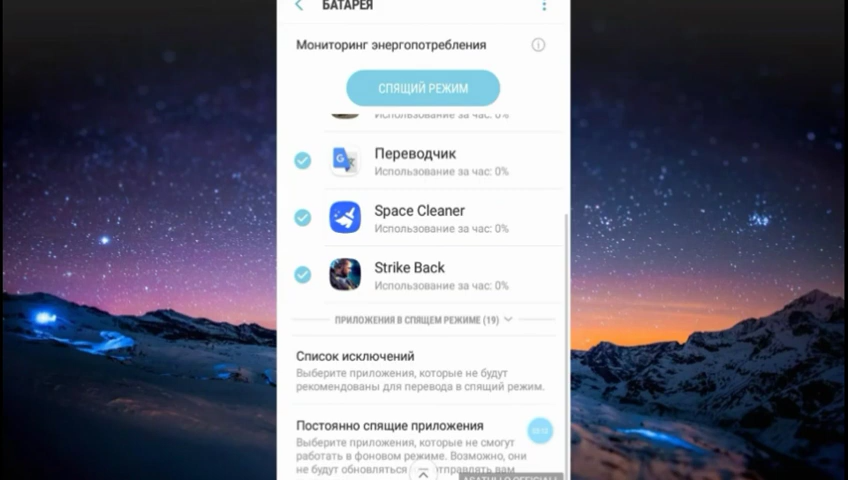 БАТАРЕЯ
Мониторинг энергопотребления
СПЯЩИЙ РЕЖИМ
Использование за час: 0%
Переводчик
Использование за час: 0%
Space Cleaner
Использование за час: 0%
Strike Back
Использование за час: 0%
ПРИЛОЖЕНИЯ В СПЯЩЕМ РЕЖИМЕ (19)
Список исключений
Выберите приложения, которые не будут
рекомендованы для перевода в спящий режим.
Постоянно спящие приложения
Выберите приложения, которые не смогут
работать в фоновом режиме. Возможно, они
не будут обновляться отправлять вам